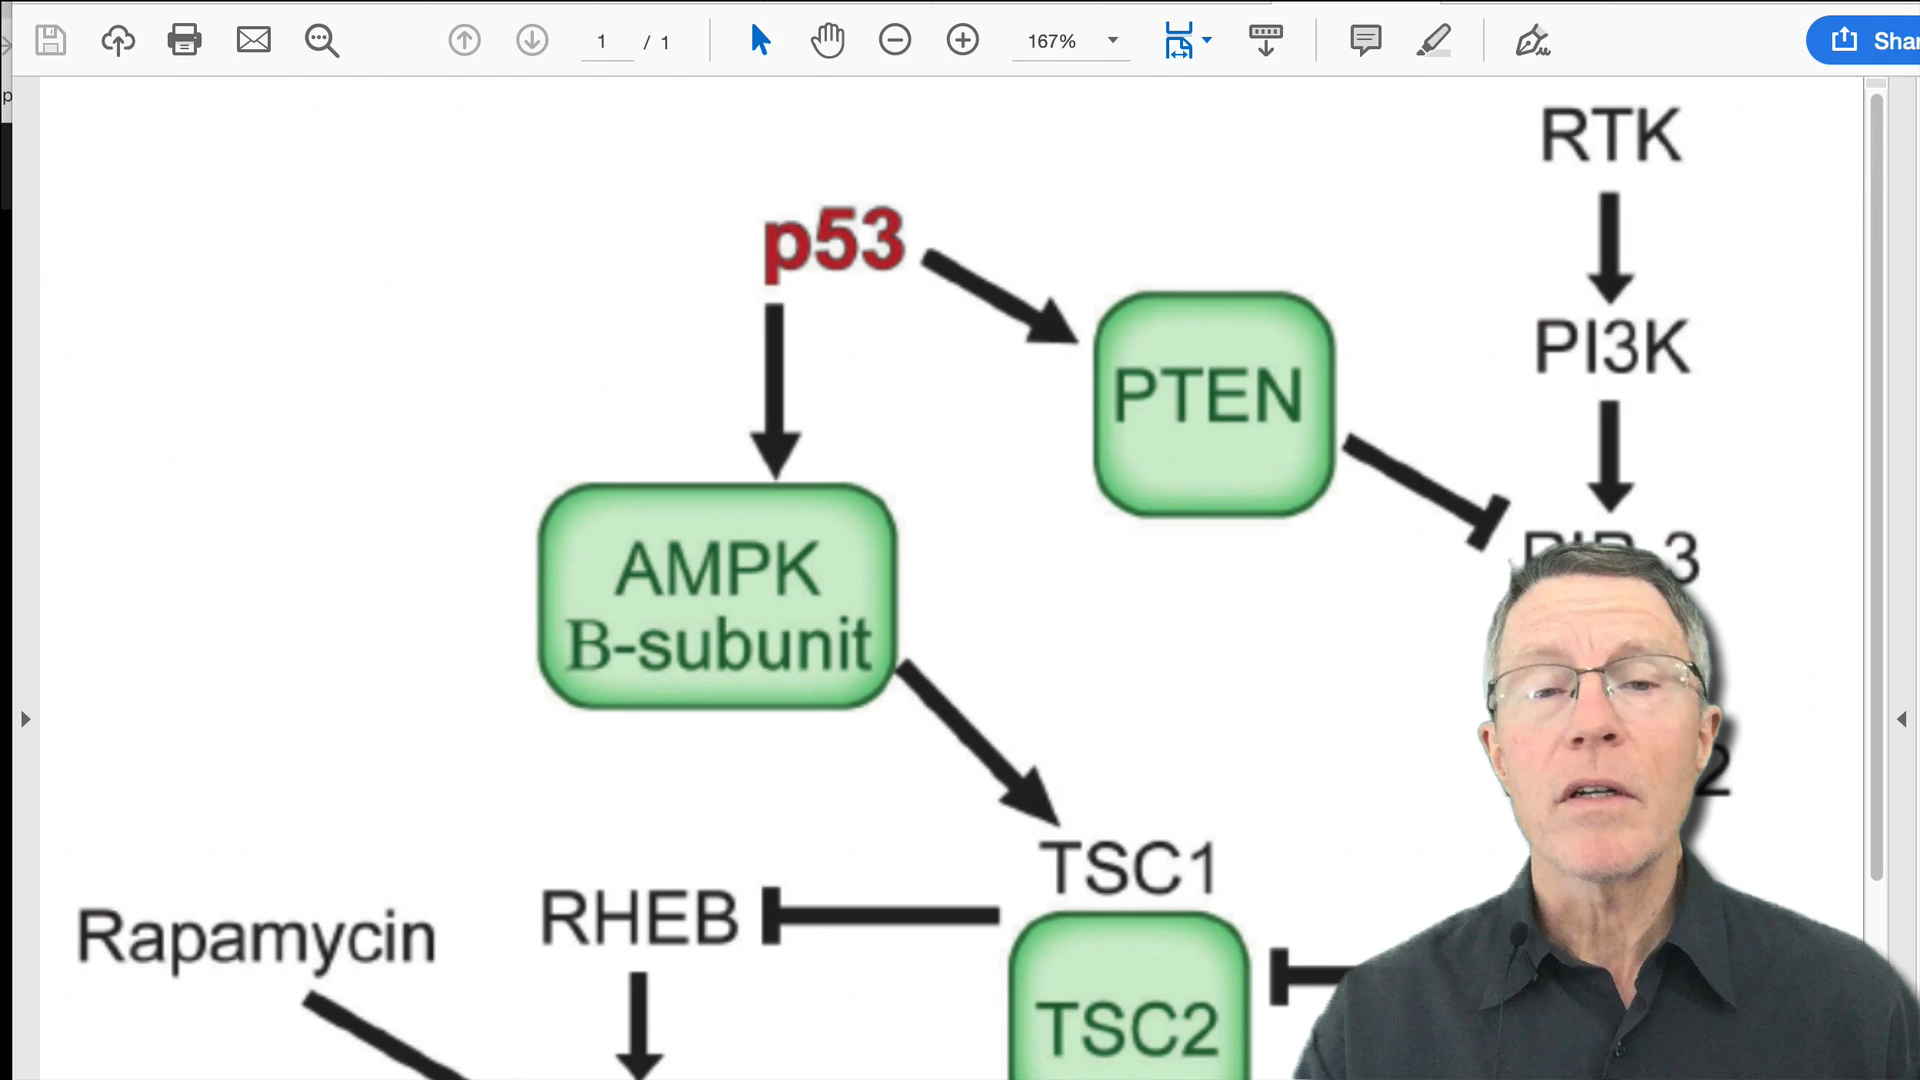 1 / 1
167%
Shar
p
RTK
p53
PI3K
PTEN
AMPK
B-subunit
TSC1
RHEB
Rapamycin
TSC2